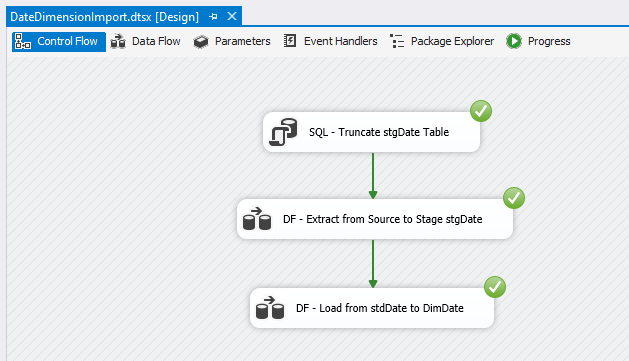 DateDimensionImport.dtsx [Design]
Control Flow Data Flow Parameters Event Handlers Package Explorer Progress
SQL - Truncate stgDate Table
DF - Extract from Source to Stage stgDate
DF - Load from stdDate to DimDate